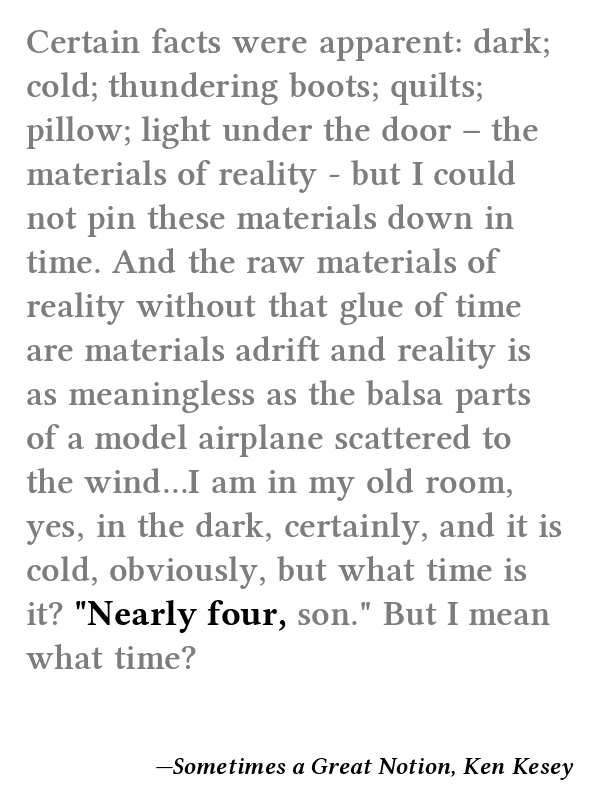 Certain facts were apparent: dark;
cold; thundering boots; quilts;
pillow; light under the door – the
materials of reality - but I could
not pin these materials down in
time. And the raw materials of
reality without that glue of time
are materials adrift and reality is
as meaningless as the balsa parts
of a model airplane scattered to
the wind...I am in my old room,
yes, in the dark, certainly, and it is
cold, obviously, but what time is
it? "Nearly four, son." But I mean
what time?
—Sometimes a Great Notion, Ken Kesey